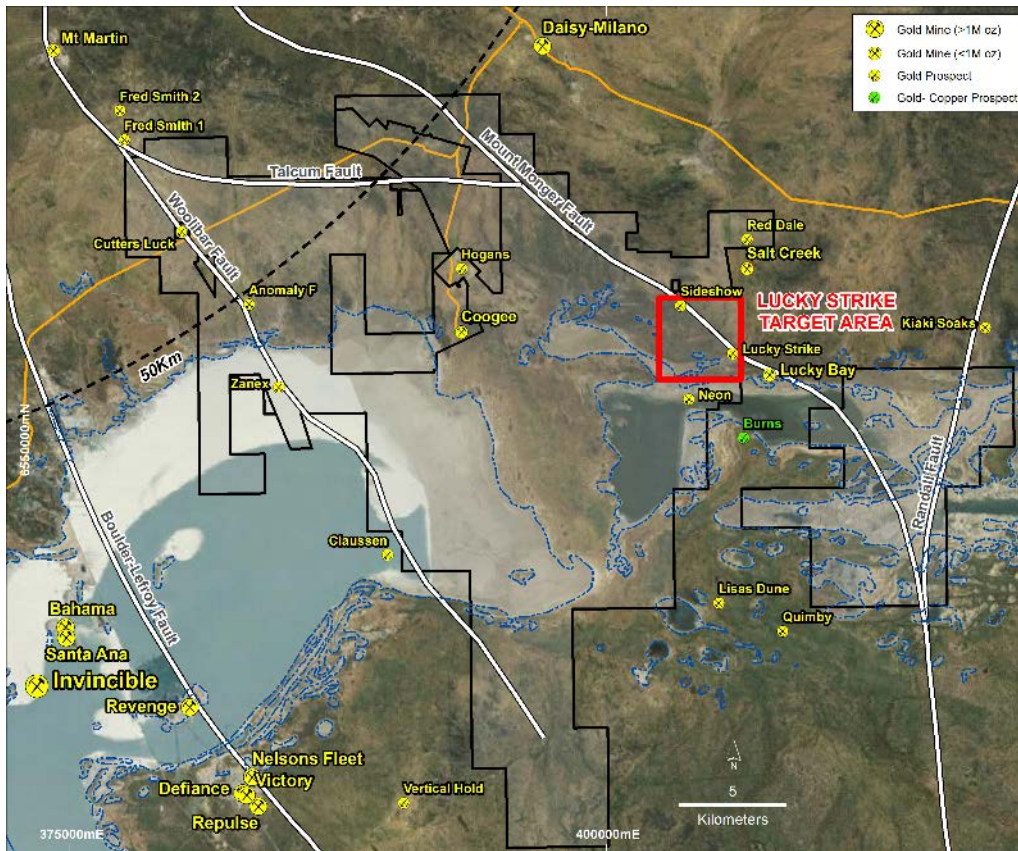 Mt Martin
Daisy-Milano
Gold Mine (>1M oz)
Gold Mine (<1M oz)
Gold Prospect
Gold- Copper Prospect
Fred Smith 2
Fred Smith 1
Talcum Fault
Mount Monger Fault
Woolibar Fault
Cutters Luck
Red Dale
Hogans
Salt Creek
Anomaly F
Sideshow
LUCKY STRIKE
TARGET AREA
Coogee
Kiaki Soaks
Lucky Strike
50Km
Lucky Bay
Zanex
Neon
6550000mN
Burns
Randall Fault
Boulder-Lefroy Fault
Claussen
Lisas Dune
Bahama
Quimby
Santa Ana
Invincible
Revenge
N
Nelsons Fleet
Victory
Defiance
Vertical Hold
5
Repulse
Kilometers
375000mE
400000mE